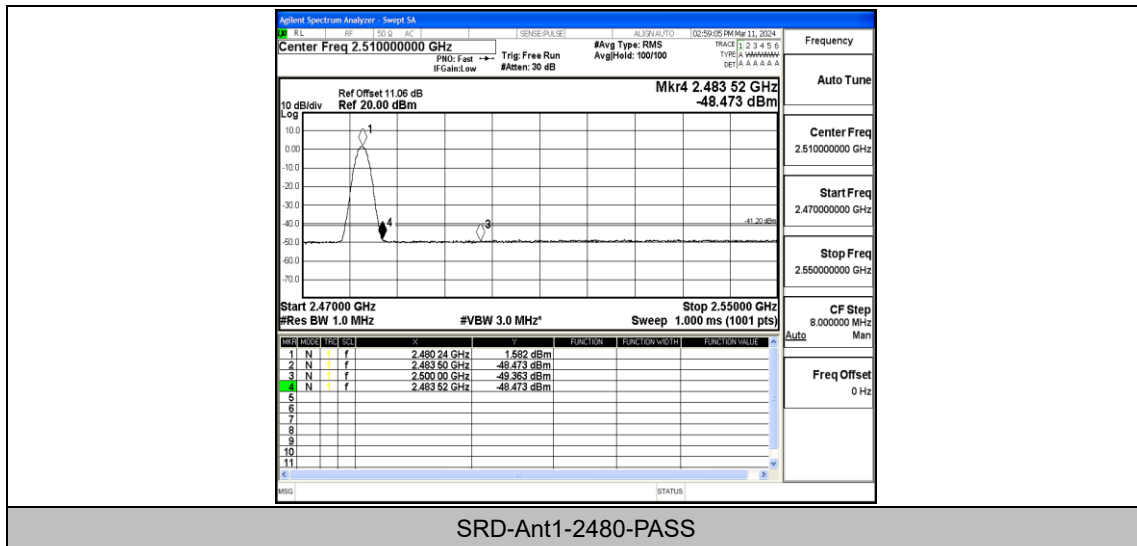 Agilent Spectrum Analyzer - Swept SA
RL RF 50 Ω AC SENSE:PULSE ALIGN AUTO 02:59:05 PM Mar 11, 2024
Center Freq 2.510000000 GHz
PNO: Fast
IFGain:Low
Trig: Free Run
#Atten: 30 dB
#Avg Type: RMS
Avg|Hold: 100/100
TRACE 1 2 3 4 5 6
TYPE A WWWWW
DET A A A A A A
Frequency
Auto Tune
Ref Offset 11.06 dB
10 dB/div Ref 20.00 dBm
Log
Mkr4 2.483 52 GHz
-48.473 dBm
10.0
0.00
-10.0
-20.0
-30.0
-40.0
-50.0
-60.0
-70.0
1
4
3
-41.20 dBm
Center Freq
2.510000000 GHz
Start Freq
2.470000000 GHz
Stop Freq
2.550000000 GHz
CF Step
8.000000 MHz
Auto Man
Freq Offset
0 Hz
Start 2.47000 GHz Stop 2.55000 GHz
#Res BW 1.0 MHz #VBW 3.0 MHz* Sweep 1.000 ms (1001 pts)
MKR MODE TRC SCL X Y FUNCTION FUNCTION WIDTH FUNCTION VALUE
1 N 1 f 2.480 24 GHz 1.582 dBm
2 N 1 f 2.483 50 GHz -48.473 dBm
3 N 1 f 2.500 00 GHz -49.363 dBm
4 N 1 f 2.483 52 GHz -48.473 dBm
5
6
7
8
9
10
11
MSG STATUS
SRD-Ant1-2480-PASS